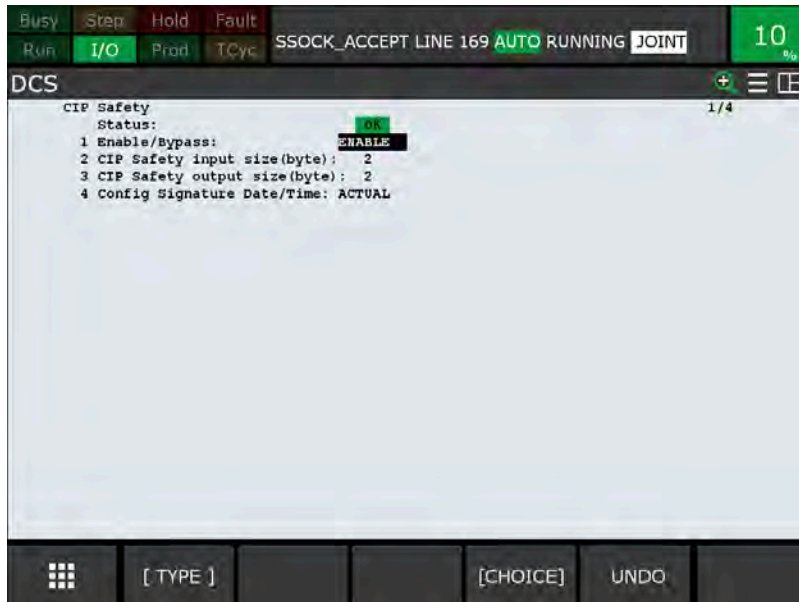 Busy Step Hold Fault
Run I/O Prod TCyc
SSOCK_ACCEPT LINE 169 AUTO RUNNING JOINT
10
%
DCS
CIP Safety 1/4
Status: OK
1 Enable/Bypass: ENABLE
2 CIP Safety input size(byte): 2
3 CIP Safety output size(byte): 2
4 Config Signature Date/Time: ACTUAL
[ TYPE ] [CHOICE] UNDO